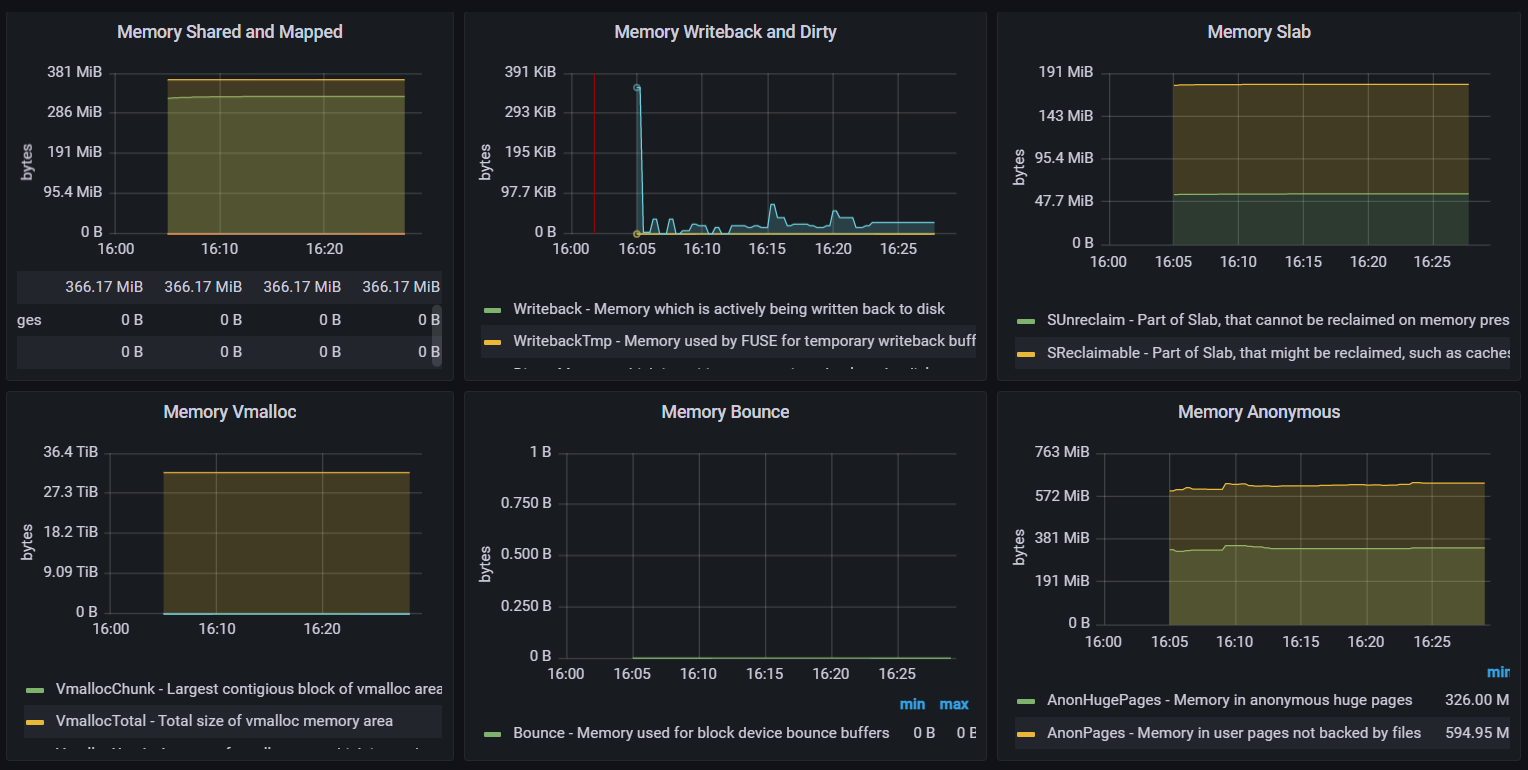 Memory Shared and Mapped
381 MiB
286 MiB
191 MiB
95.4 MiB
0 B
bytes
16:00 16:10 16:20
366.17 MiB 366.17 MiB 366.17 MiB 366.17 MiB
ges 0 B 0 B 0 B 0 B
0 B 0 B 0 B 0 B
Memory Writeback and Dirty
391 KiB
293 KiB
195 KiB
97.7 KiB
0 B
bytes
16:00 16:05 16:10 16:15 16:20 16:25
Writeback - Memory which is actively being written back to disk
WritebackTmp - Memory used by FUSE for temporary writeback buff
Memory Slab
191 MiB
143 MiB
95.4 MiB
47.7 MiB
0 B
bytes
16:00 16:05 16:10 16:15 16:20 16:25
SUnreclaim - Part of Slab, that cannot be reclaimed on memory pres
SReclaimable - Part of Slab, that might be reclaimed, such as caches
Memory Vmalloc
36.4 TiB
27.3 TiB
18.2 TiB
9.09 TiB
0 B
bytes
16:00 16:10 16:20
VmallocChunk - Largest contigious block of vmalloc area
VmallocTotal - Total size of vmalloc memory area
Memory Bounce
1 B
0.750 B
0.500 B
0.250 B
0 B
bytes
16:00 16:05 16:10 16:15 16:20 16:25
min max
Bounce - Memory used for block device bounce buffers 0 B 0 B
Memory Anonymous
763 MiB
572 MiB
381 MiB
191 MiB
0 B
bytes
16:00 16:05 16:10 16:15 16:20 16:25
min
AnonHugePages - Memory in anonymous huge pages 326.00 M
AnonPages - Memory in user pages not backed by files 594.95 M